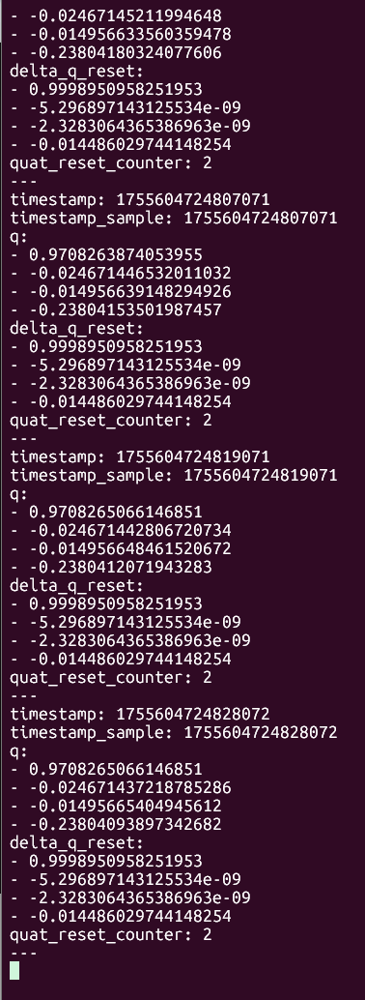 - -0.02467145211994648
- -0.014956633560359478
- -0.23804180324077606
delta_q_reset:
- 0.9998950958251953
- -5.296897143125534e-09
- -2.3283064365386963e-09
- -0.014486029744148254
quat_reset_counter: 2
---
timestamp: 1755604724807071
timestamp_sample: 1755604724807071
q:
- 0.9708263874053955
- -0.024671446532011032
- -0.014956639148294926
- -0.23804153501987457
delta_q_reset:
- 0.9998950958251953
- -5.296897143125534e-09
- -2.3283064365386963e-09
- -0.014486029744148254
quat_reset_counter: 2
---
timestamp: 1755604724819071
timestamp_sample: 1755604724819071
q:
- 0.9708265066146851
- -0.024671442806720734
- -0.014956648461520672
- -0.2380412071943283
delta_q_reset:
- 0.9998950958251953
- -5.296897143125534e-09
- -2.3283064365386963e-09
- -0.014486029744148254
quat_reset_counter: 2
---
timestamp: 1755604724828072
timestamp_sample: 1755604724828072
q:
- 0.9708265066146851
- -0.024671437218785286
- -0.01495665404945612
- -0.23804093897342682
delta_q_reset:
- 0.9998950958251953
- -5.296897143125534e-09
- -2.3283064365386963e-09
- -0.014486029744148254
quat_reset_counter: 2
---